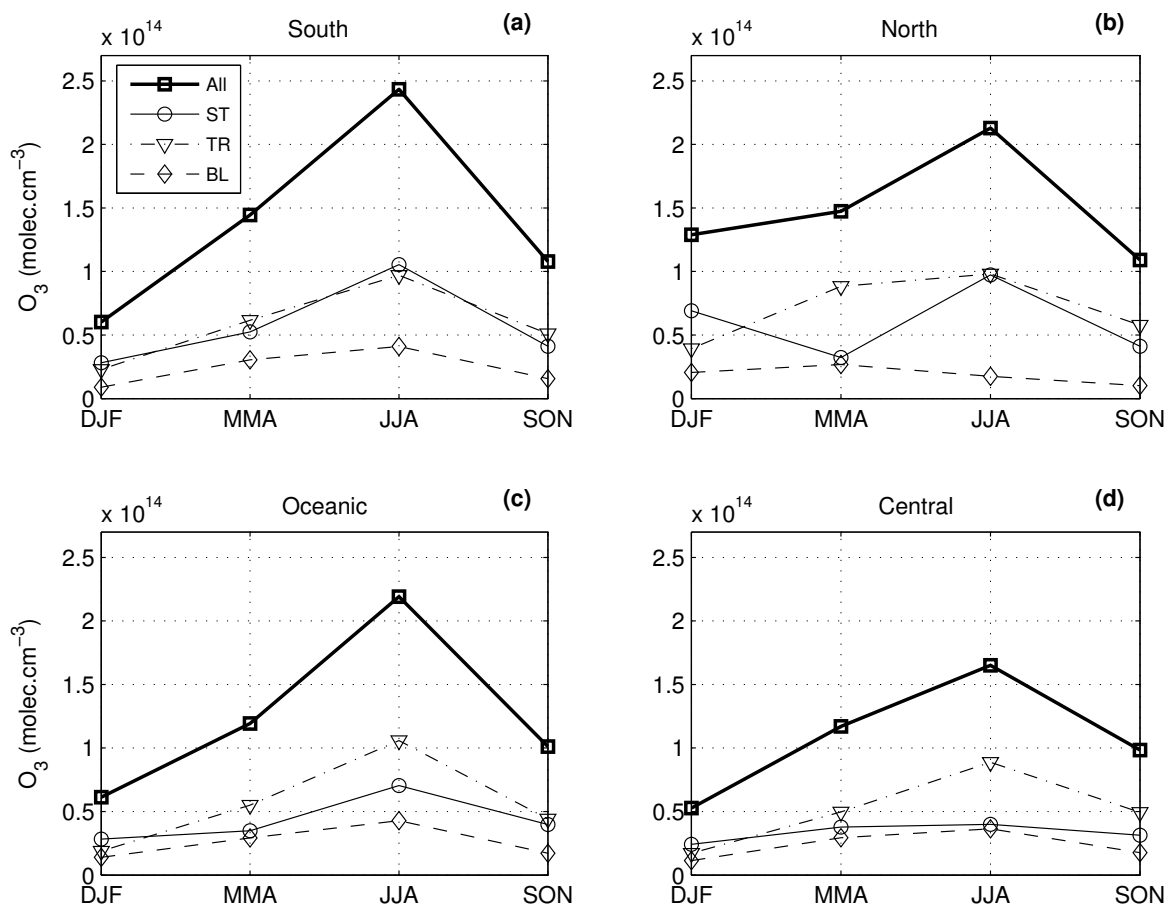 x 10^14 South (a)
2.5
2
1.5
1
0.5
0
O_3 (molec.cm^-3)
All
ST
TR
BL
DJF MMA JJA SON
x 10^14 North (b)
2.5
2
1.5
1
0.5
0
DJF MMA JJA SON
x 10^14 Oceanic (c)
2.5
2
1.5
1
0.5
0
O_3 (molec.cm^-3)
DJF MMA JJA SON
x 10^14 Central (d)
2.5
2
1.5
1
0.5
0
DJF MMA JJA SON